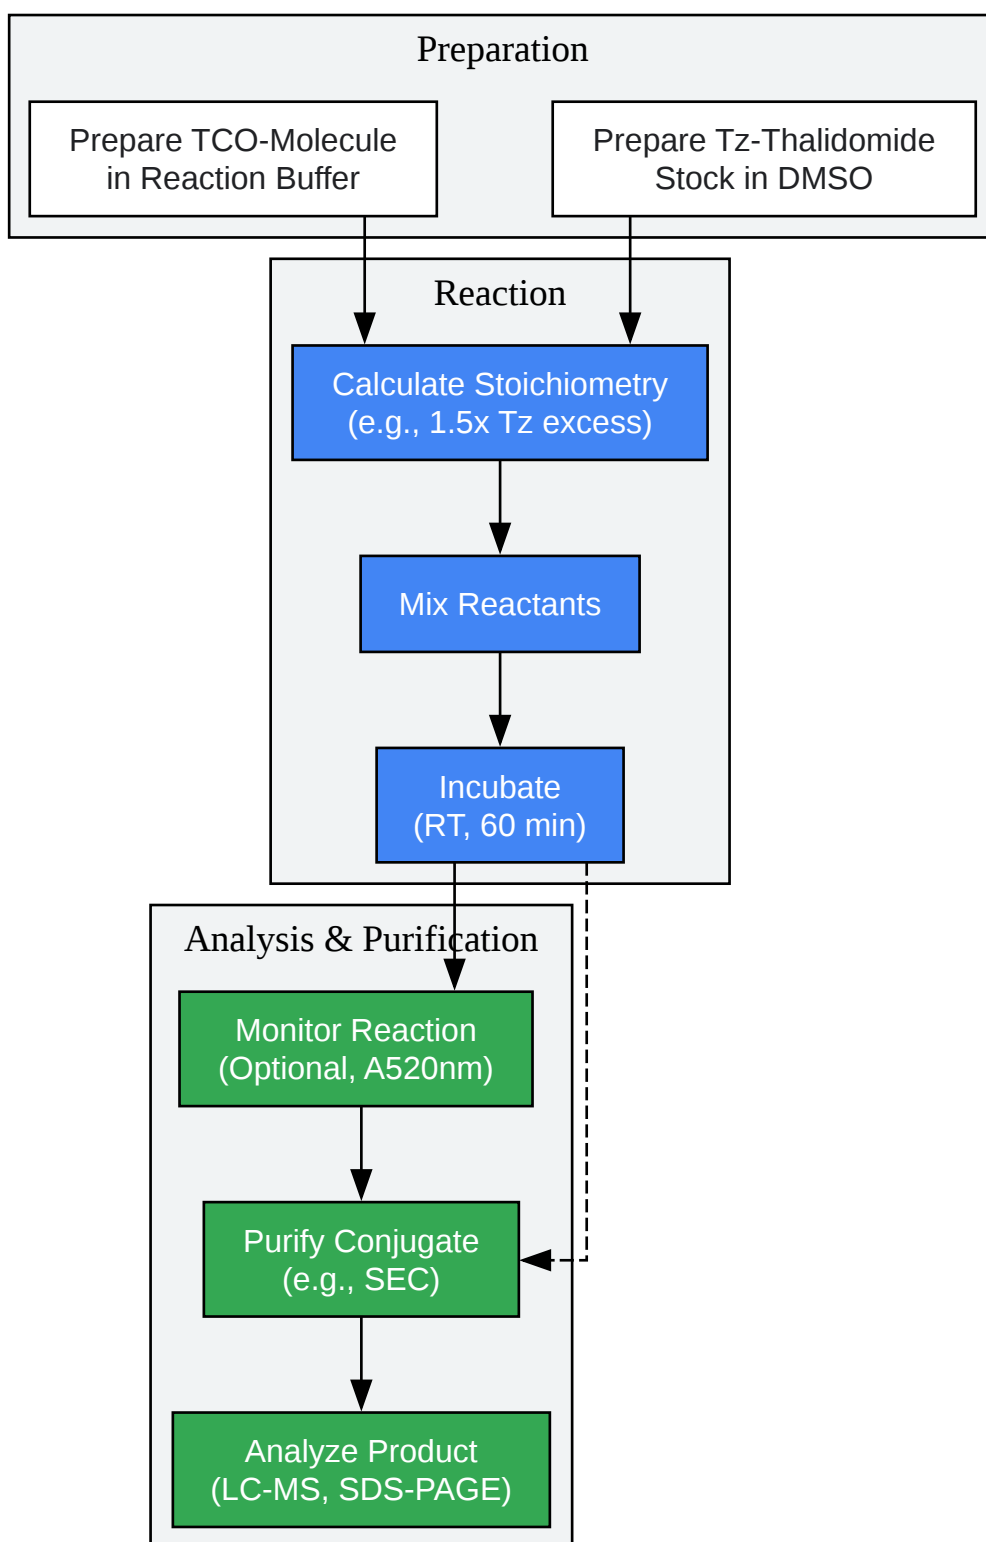 Preparation
Prepare TCO-Molecule
in Reaction Buffer
Prepare Tz-Thalidomide
Stock in DMSO
Reaction
Calculate Stoichiometry
(e.g., 1.5x Tz excess)
Mix Reactants
Incubate
(RT, 60 min)
Analysis & Purification
Monitor Reaction
(Optional, A520nm)
Purify Conjugate
(e.g., SEC)
Analyze Product
(LC-MS, SDS-PAGE)